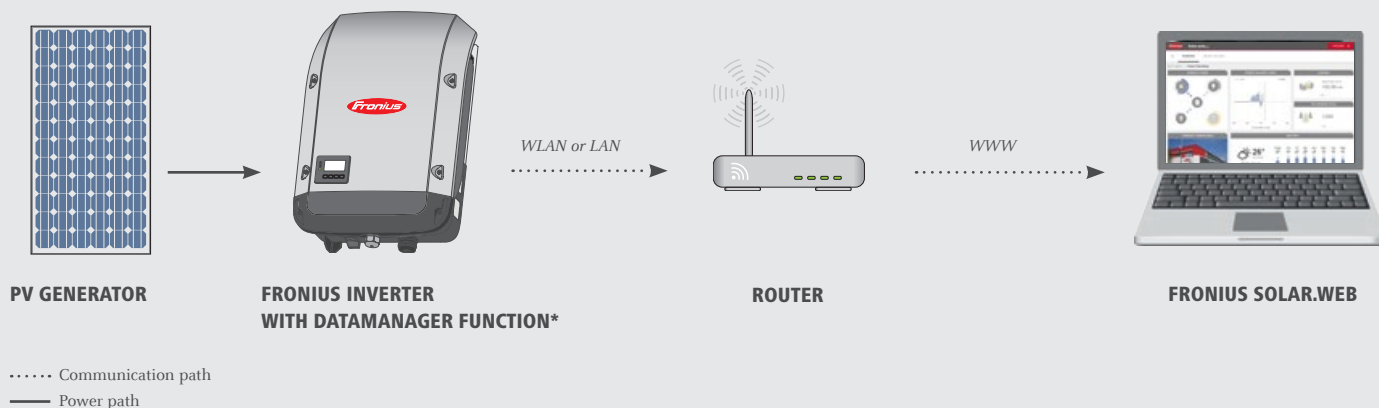 Fronius
WLAN or LAN
WWW
PV GENERATOR
FRONIUS INVERTER
WITH DATAMANAGER FUNCTION*
ROUTER
FRONIUS SOLAR.WEB
...... Communication path
—— Power path